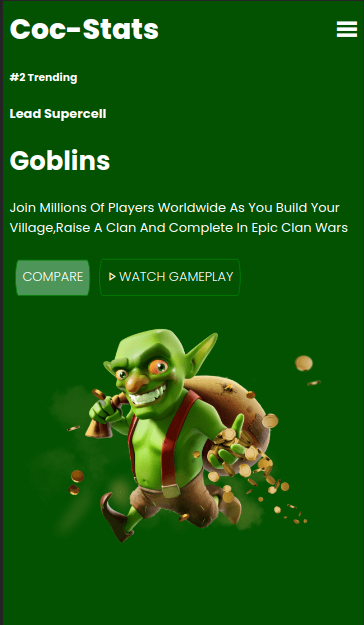 Coc-Stats
#2 Trending
Lead Supercell
Goblins
Join Millions Of Players Worldwide As You Build Your
Village,Raise A Clan And Complete In Epic Clan Wars
COMPARE
WATCH GAMEPLAY